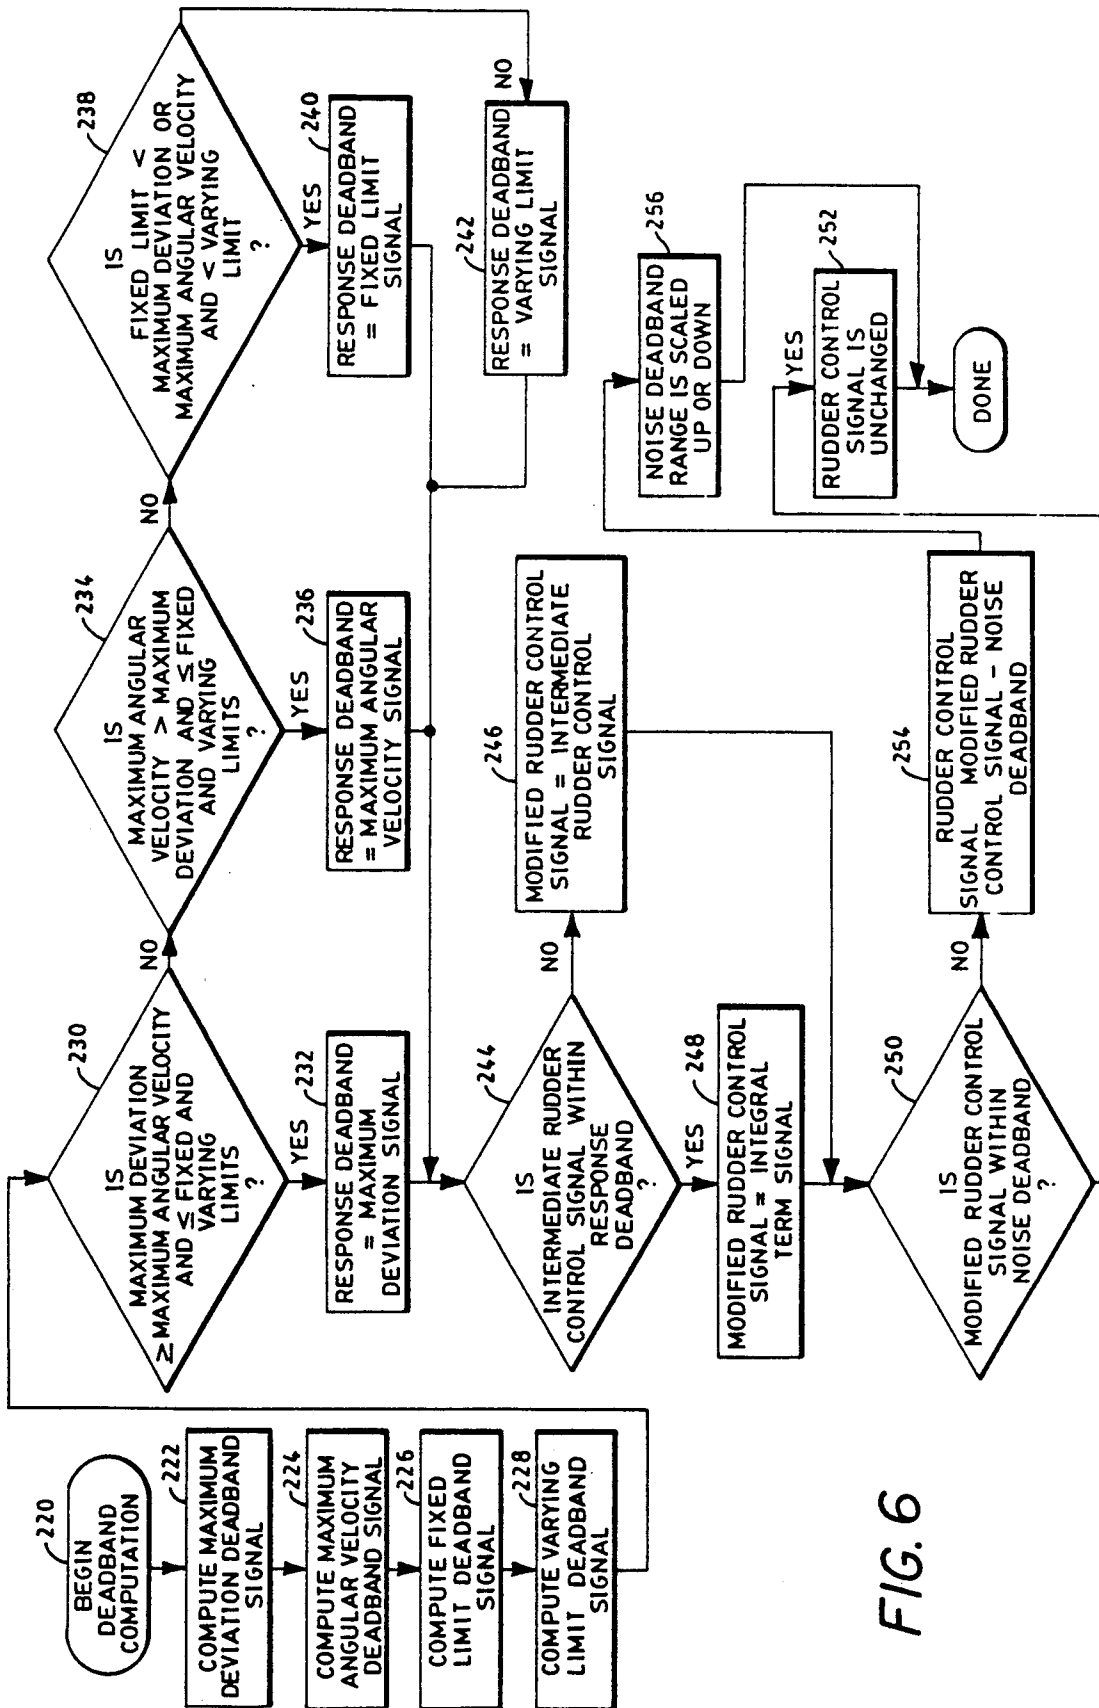 220
BEGIN
DEADBAND
COMPUTATION
222
COMPUTE MAXIMUM
DEVIATION DEADBAND
SIGNAL
224
COMPUTE MAXIMUM
ANGULAR VELOCITY
DEADBAND SIGNAL
226
COMPUTE FIXED
LIMIT DEADBAND
SIGNAL
228
COMPUTE VARYING
LIMIT DEADBAND
SIGNAL
230
IS
MAXIMUM DEVIATION
≥ MAXIMUM ANGULAR VELOCITY
AND ≤ FIXED AND
VARYING
LIMITS
?
NO
YES
232
RESPONSE DEADBAND
= MAXIMUM
DEVIATION SIGNAL
234
IS
MAXIMUM ANGULAR
VELOCITY > MAXIMUM
DEVIATION AND ≤ FIXED
AND VARYING
LIMITS
?
NO
YES
236
RESPONSE DEADBAND
= MAXIMUM ANGULAR
VELOCITY SIGNAL
238
IS
FIXED LIMIT <
MAXIMUM DEVIATION OR
MAXIMUM ANGULAR VELOCITY
AND < VARYING
LIMIT
?
YES
240
RESPONSE DEADBAND
= FIXED LIMIT
SIGNAL
NO
242
RESPONSE DEADBAND
= VARYING LIMIT
SIGNAL
244
IS
INTERMEDIATE RUDDER
CONTROL SIGNAL WITHIN
RESPONSE
DEADBAND
?
NO
YES
246
MODIFIED RUDDER CONTROL
SIGNAL = INTERMEDIATE
RUDDER CONTROL
SIGNAL
248
MODIFIED RUDDER CONTROL
SIGNAL = INTEGRAL
TERM SIGNAL
250
IS
MODIFIED RUDDER CONTROL
SIGNAL WITHIN
NOISE DEADBAND
?
NO
254
RUDDER CONTROL
SIGNAL MODIFIED RUDDER
CONTROL SIGNAL - NOISE
DEADBAND
256
NOISE DEADBAND
RANGE IS SCALED
UP OR DOWN
YES
252
RUDDER CONTROL
SIGNAL IS
UNCHANGED
DONE
FIG. 6